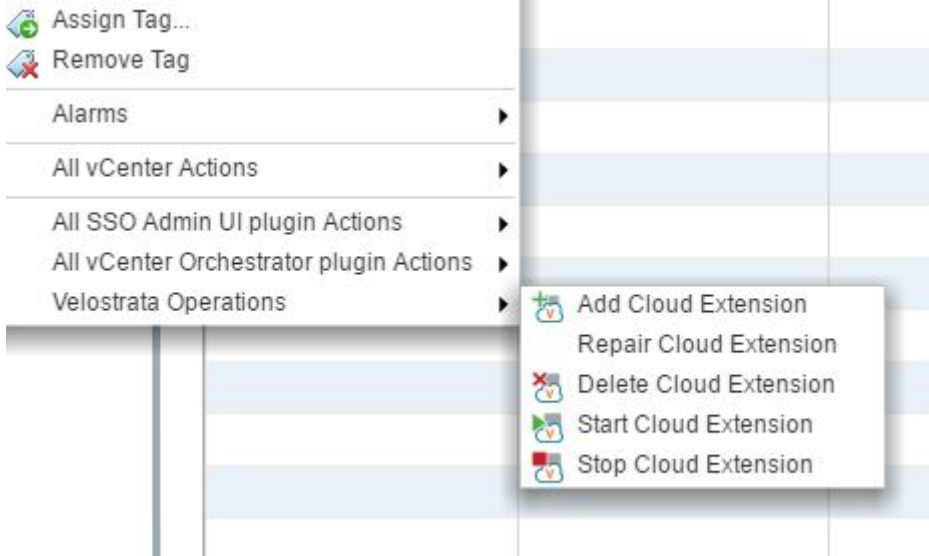 Assign Tag...
Remove Tag
Alarms
All vCenter Actions
All SSO Admin UI plugin Actions
All vCenter Orchestrator plugin Actions
Velostrata Operations
Add Cloud Extension
Repair Cloud Extension
Delete Cloud Extension
Start Cloud Extension
Stop Cloud Extension